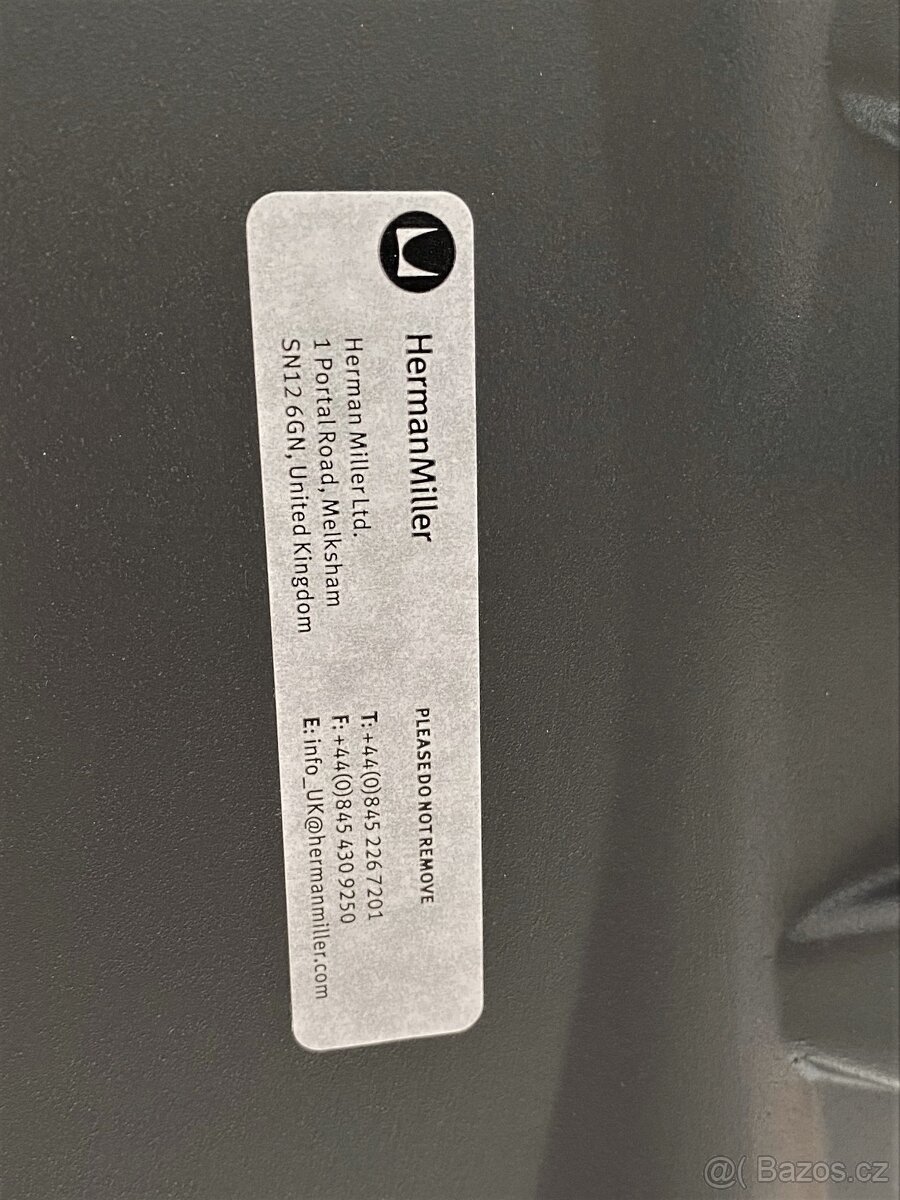 HermanMiller
Herman Miller Ltd.
1 Portal Road, Melksham
SN12 6GN, United Kingdom
PLEASE DO NOT REMOVE
T: +44(0)845 226 7201
F: +44(0)845 430 9250
E: info_UK@hermanmiller.com
@( Bazos.cz